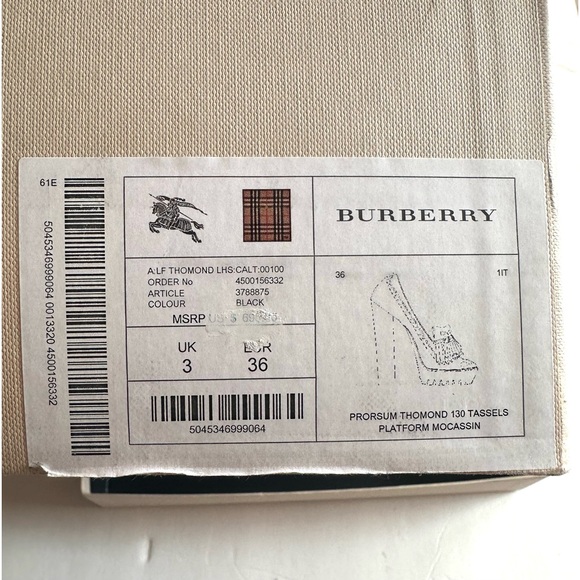 61E
5045346999064 0013320 4500156332
BURBERRY
A:LF THOMOND LHS:CALT:00100
ORDER No 4500156332
ARTICLE 3788875
COLOUR BLACK
MSRP
UK EUR
3 36
5045346999064
36 1IT
PRORSUM THOMOND 130 TASSELS
PLATFORM MOCASSIN